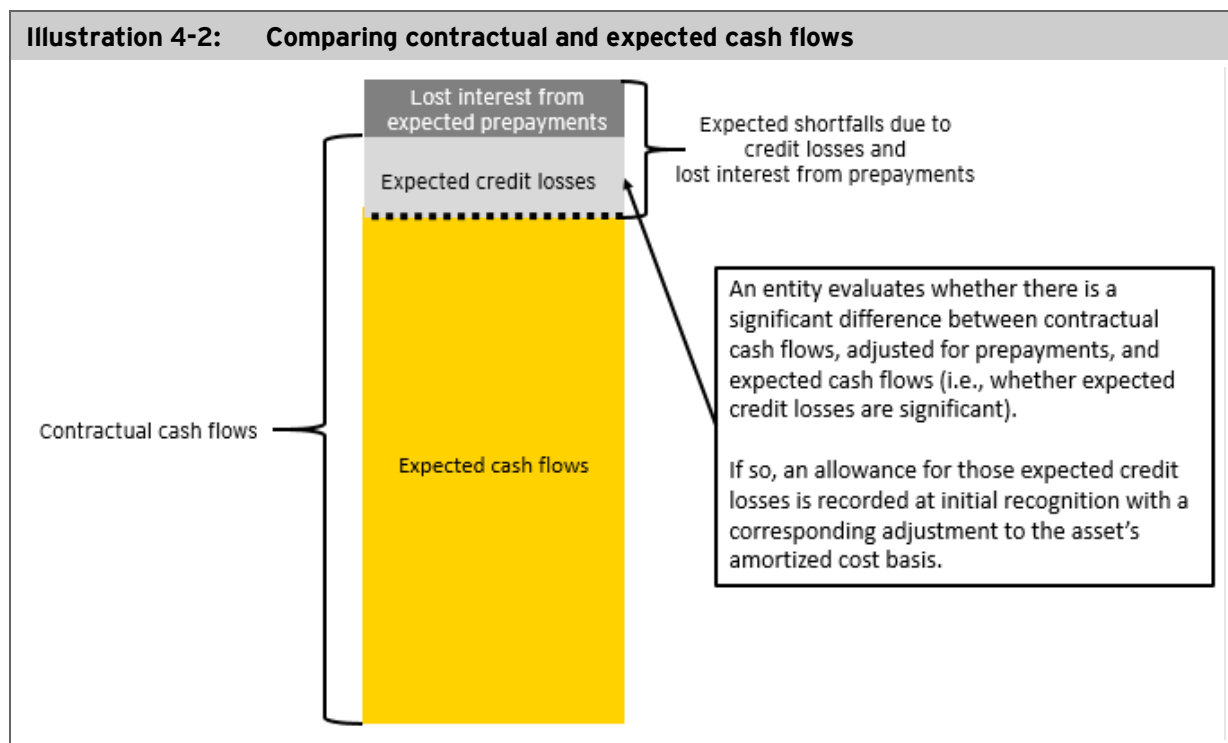 Illustration 4-2: Comparing contractual and expected cash flows
Lost interest from
expected prepayments
Expected credit losses
Expected shortfalls due to
credit losses and
lost interest from prepayments
Contractual cash flows
Expected cash flows
An entity evaluates whether there is a
significant difference between contractual
cash flows, adjusted for prepayments, and
expected cash flows (i.e., whether expected
credit losses are significant).
If so, an allowance for those expected credit
losses is recorded at initial recognition with a
corresponding adjustment to the asset's
amortized cost basis.